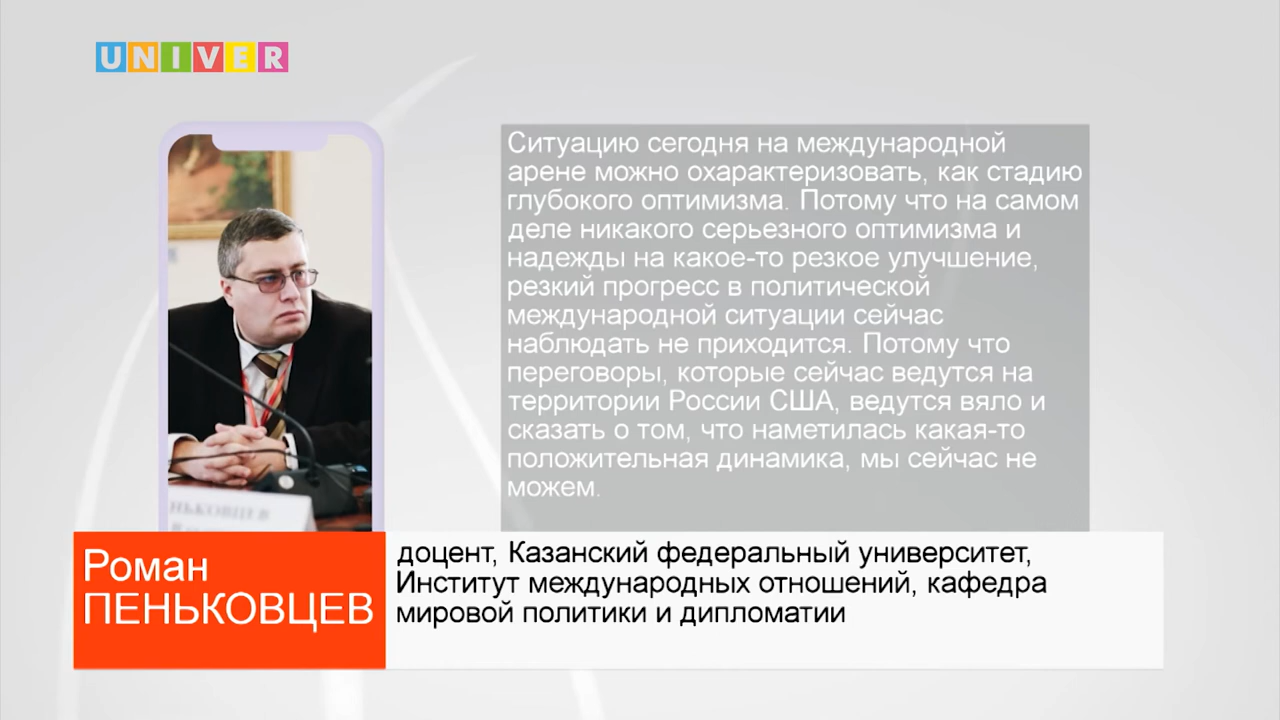 UNIVER
Ситуацию сегодня на международной
арене можно охарактеризовать, как стадию
глубокого оптимизма. Потому что на самом
деле никакого серьезного оптимизма и
надежды на какое-то резкое улучшение,
резкий прогресс в политической
международной ситуации сейчас
наблюдать не приходится. Потому что
переговоры, которые сейчас ведутся на
территории России США, ведутся вяло и
сказать о том, что наметилась какая-то
положительная динамика, мы сейчас не
можем.
Роман
ПЕНЬКОВЦЕВ
доцент, Казанский федеральный университет,
Институт международных отношений, кафедра
мировой политики и дипломатии